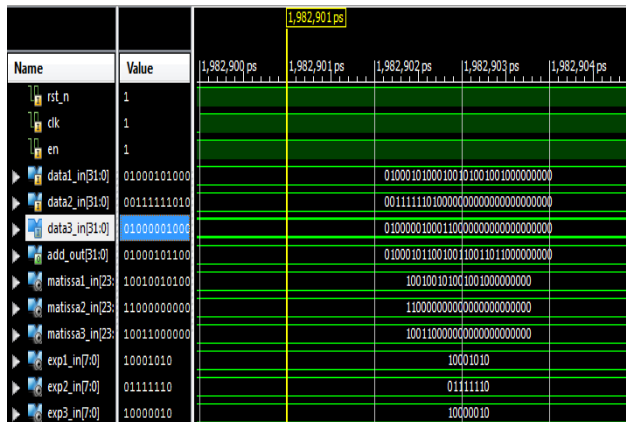 1,982,901 ps
Name Value 1,982,900 ps 1,982,901 ps 1,982,902 ps 1,982,903 ps 1,982,904 ps
rst_n 1
clk 1
en 1
data1_in[31:0] 01000101000 01000101000100101001001000000000
data2_in[31:0] 00111111010 00111111010000000000000000000000
data3_in[31:0] 01000001000 01000001000110000000000000000000
add_out[31:0] 01000101100 01000101100100110011011000000000
matissa1_in[23: 10010010100 100100101001001000000000
matissa2_in[23: 11000000000 110000000000000000000000
matissa3_in[23: 10011000000 100110000000000000000000
exp1_in[7:0] 10001010 10001010
exp2_in[7:0] 01111110 01111110
exp3_in[7:0] 10000010 10000010